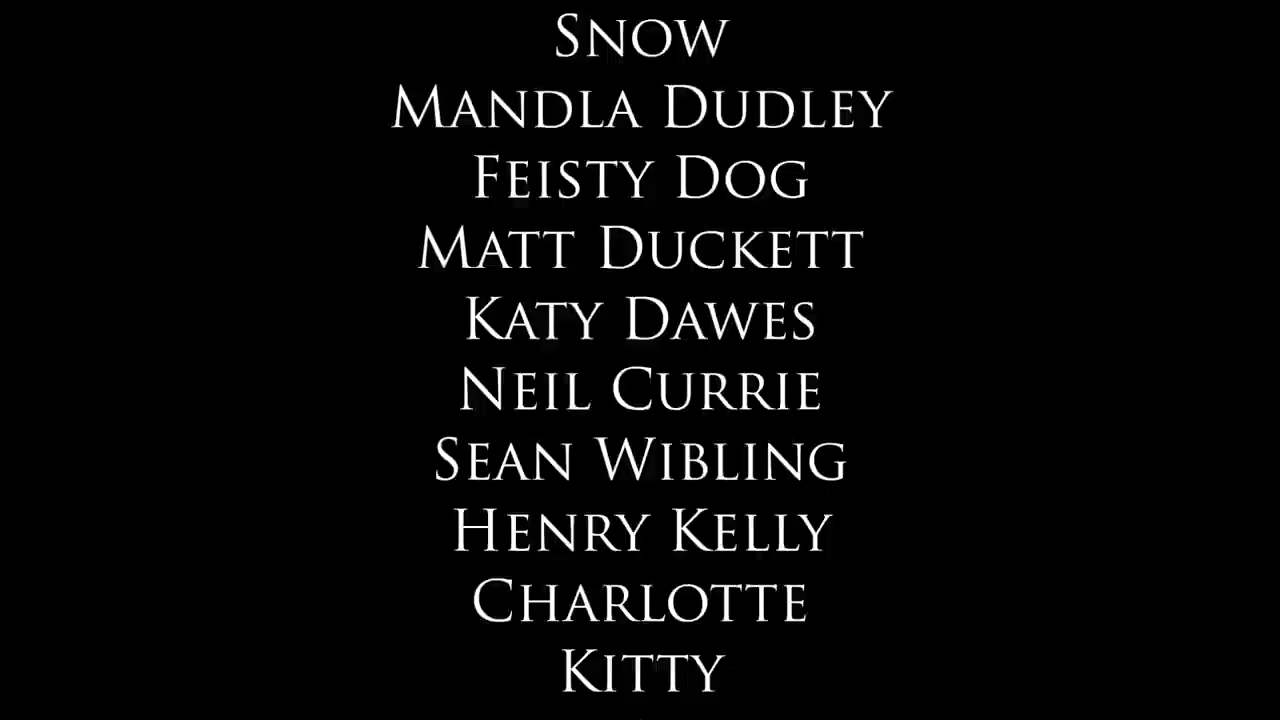 Snow
Mandla Dudley
Feisty Dog
Matt Duckett
Katy Dawes
Neil Currie
Sean Wibling
Henry Kelly
Charlotte
Kitty